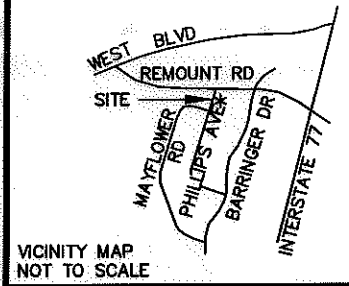 WEST BLVD
REMOUNT RD
SITE
MAYFLOWER RD
PHILLIPS AVE
BARRINGER DR
INTERSTATE 77
VICINITY MAP
NOT TO SCALE